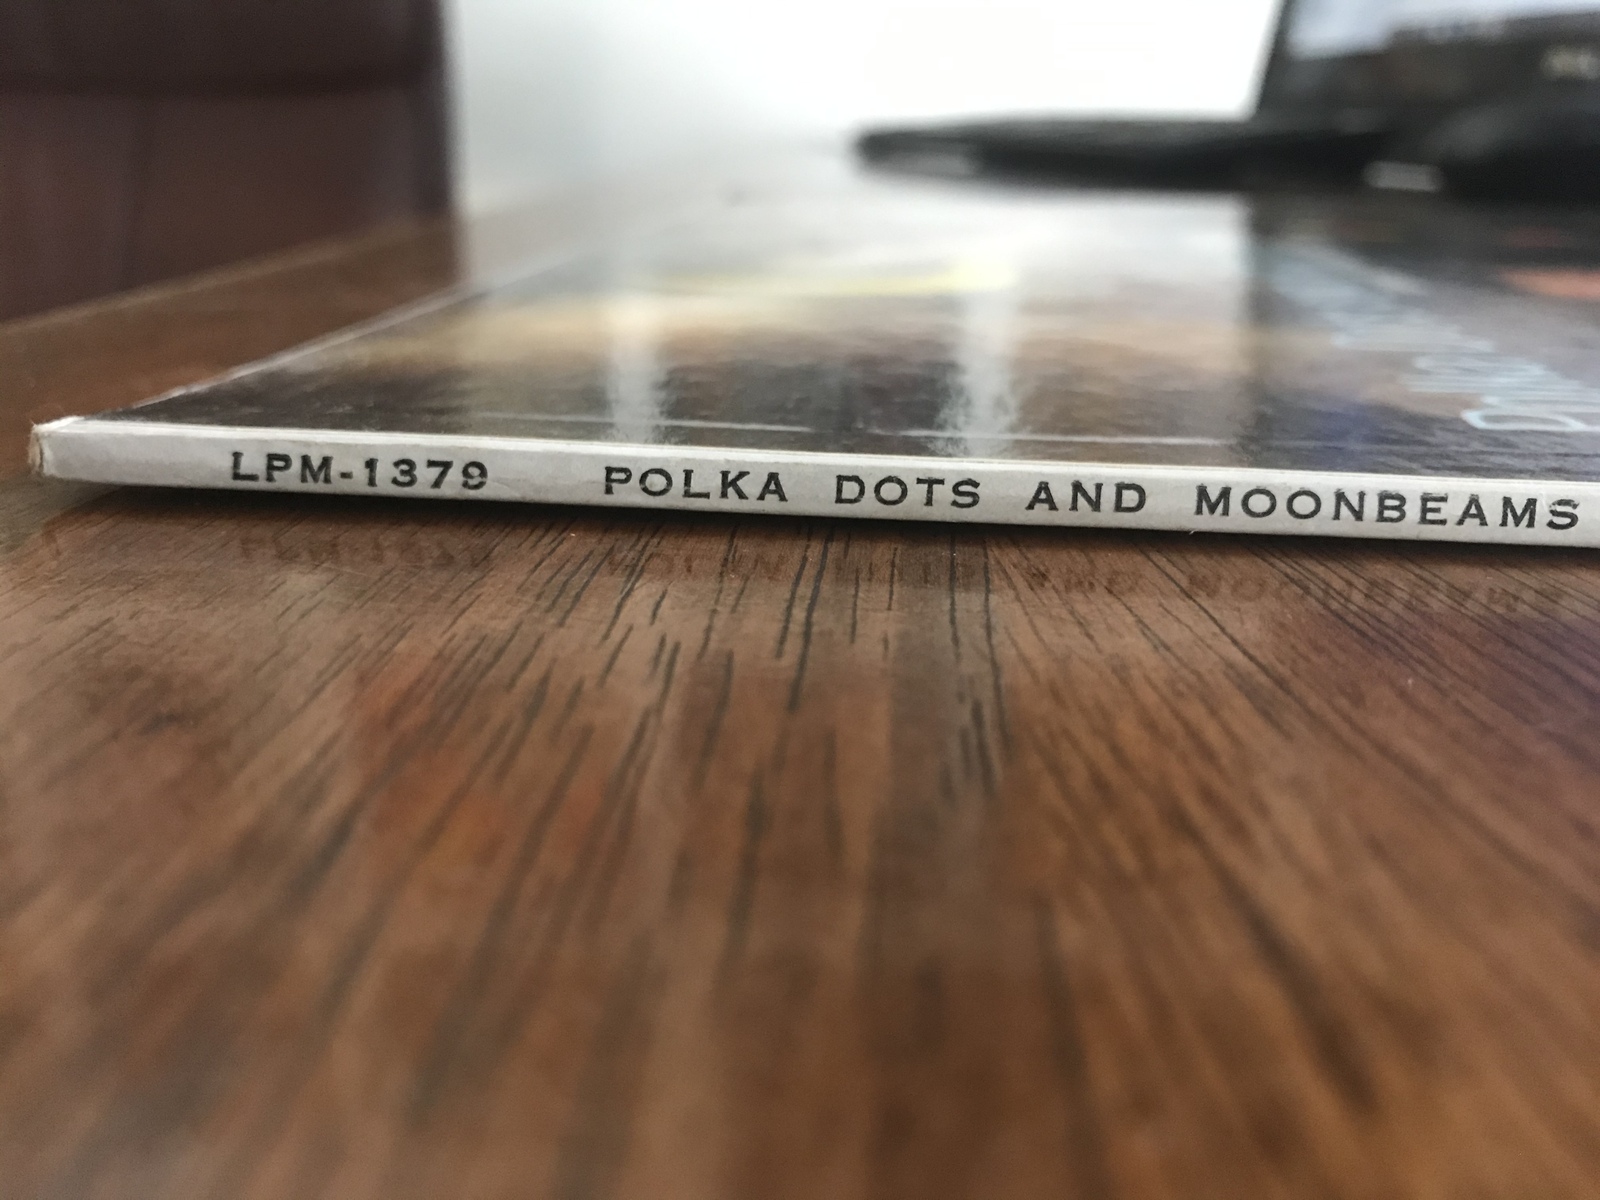 LPM-1379 POLKA DOTS AND MOONBEAMS